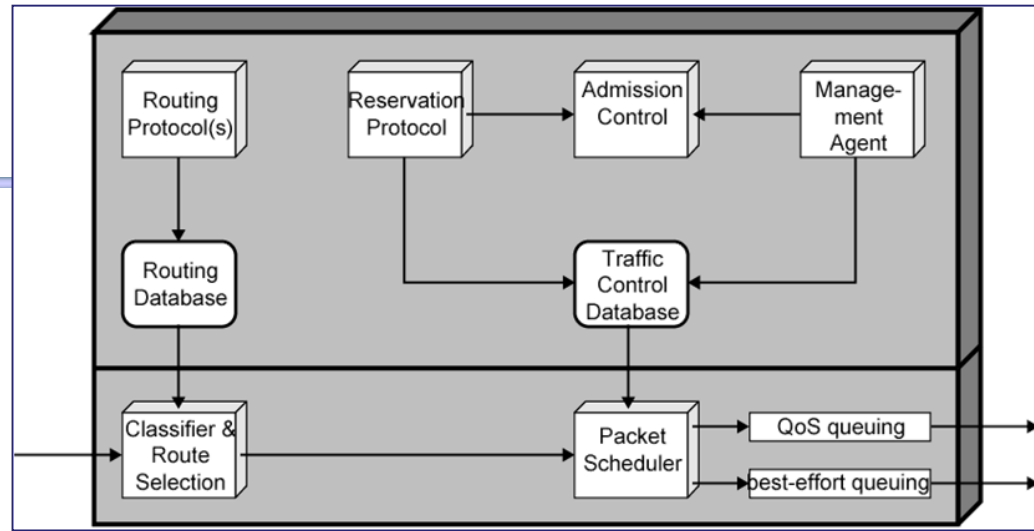 Routing
Protocol(s)
Reservation
Protocol
Admission
Control
Manage-
ment
Agent
Routing
Database
Traffic
Control
Database
Classifier &
Route
Selection
Packet
Scheduler
QoS queuing
best-effort queuing